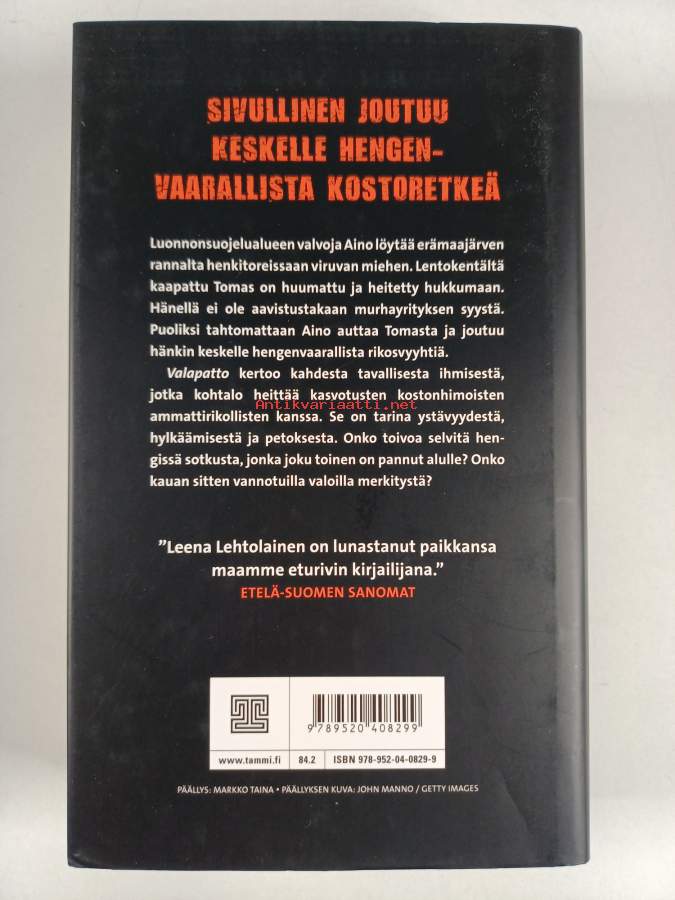 SIVULLINEN JOUTUU
KESKELLE HENGEN-
VAARALLISTA KOSTORETKEÄ
Luonnonsuojelualueen valvoja Aino löytää erämaajärven
rannalta henkitoreissaan viruvan miehen. Lentokentältä
kaapattu Tomas on huumattu ja heitetty hukkumaan.
Hänellä ei ole aavistustakaan murhayrityksen syystä.
Puoliksi tahtomattaan Aino auttaa Tomasta ja joutuu
hänkin keskelle hengenvaarallista rikosvyyhtiä.
Valapatto kertoo kahdesta tavallisesta ihmisestä,
jotka kohtalo heittää kasvotusten kostonhimoisten
ammattirikollisten kanssa. Se on tarina ystävyydestä,
Antikvariaatti.net
hylkäämisestä ja petoksesta. Onko toivoa selvitä hen-
gissä sotkusta, jonka joku toinen on pannut alulle? Onko
kauan sitten vannotuilla valoilla merkitystä?
”Leena Lehtolainen on lunastanut paikkansa
maamme eturivin kirjailijana.”
ETELÄ-SUOMEN SANOMAT
9 789520 408299
www.tammi.fi 84.2 ISBN 978-952-04-0829-9
PÄÄLLYS: MARKKO TAINA • PÄÄLLYKSEN KUVA: JOHN MANNO / GETTY IMAGES